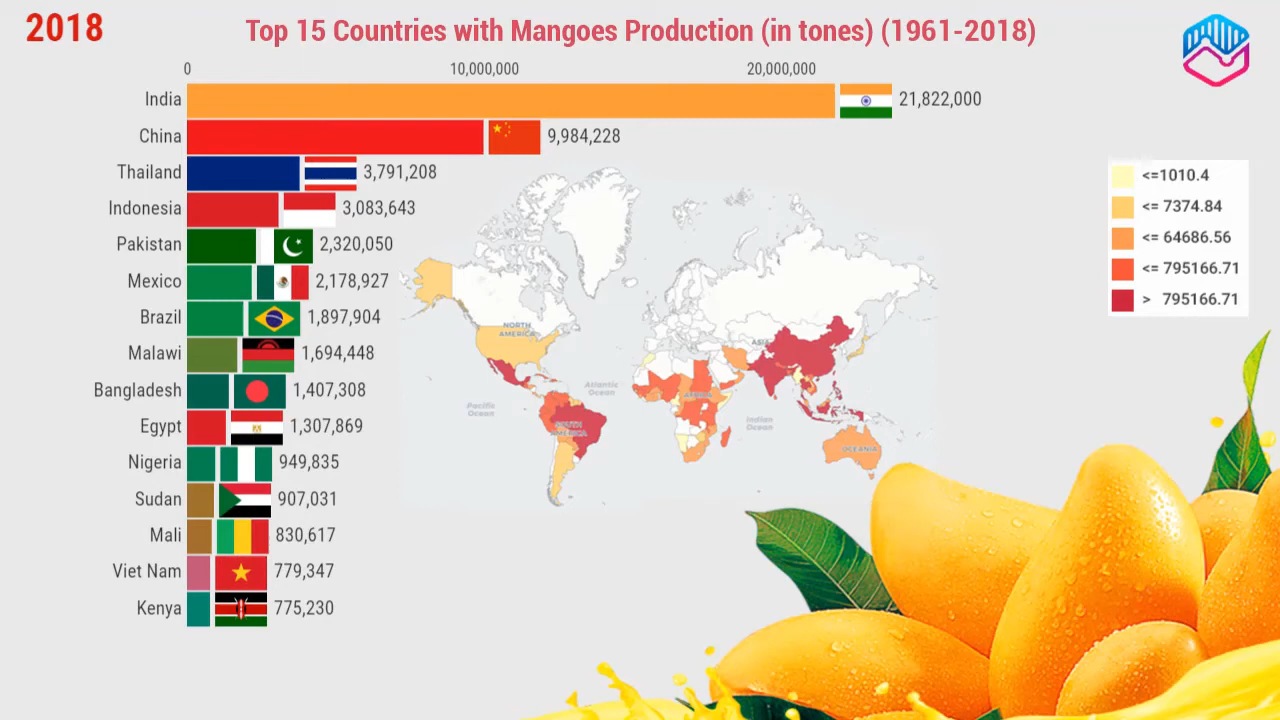 2018
Top 15 Countries with Mangoes Production (in tones) (1961-2018)
0 10,000,000 20,000,000
India 21,822,000
China 9,984,228
Thailand 3,791,208
Indonesia 3,083,643
Pakistan 2,320,050
Mexico 2,178,927
Brazil 1,897,904
Malawi 1,694,448
Bangladesh 1,407,308
Egypt 1,307,869
Nigeria 949,835
Sudan 907,031
Mali 830,617
Viet Nam 779,347
Kenya 775,230
<=1010.4
<= 7374.84
<= 64686.56
<= 795166.71
> 795166.71
NORTH
AMERICA
ASIA
Atlantic
Ocean
AFRICA
Pacific
Ocean
Indian
Ocean
SOUTH
AMERICA
OCEANIA